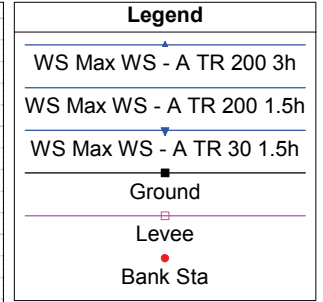 Legend
WS Max WS - A TR 200 3h
WS Max WS - A TR 200 1.5h
WS Max WS - A TR 30 1.5h
Ground
Levee
Bank Sta